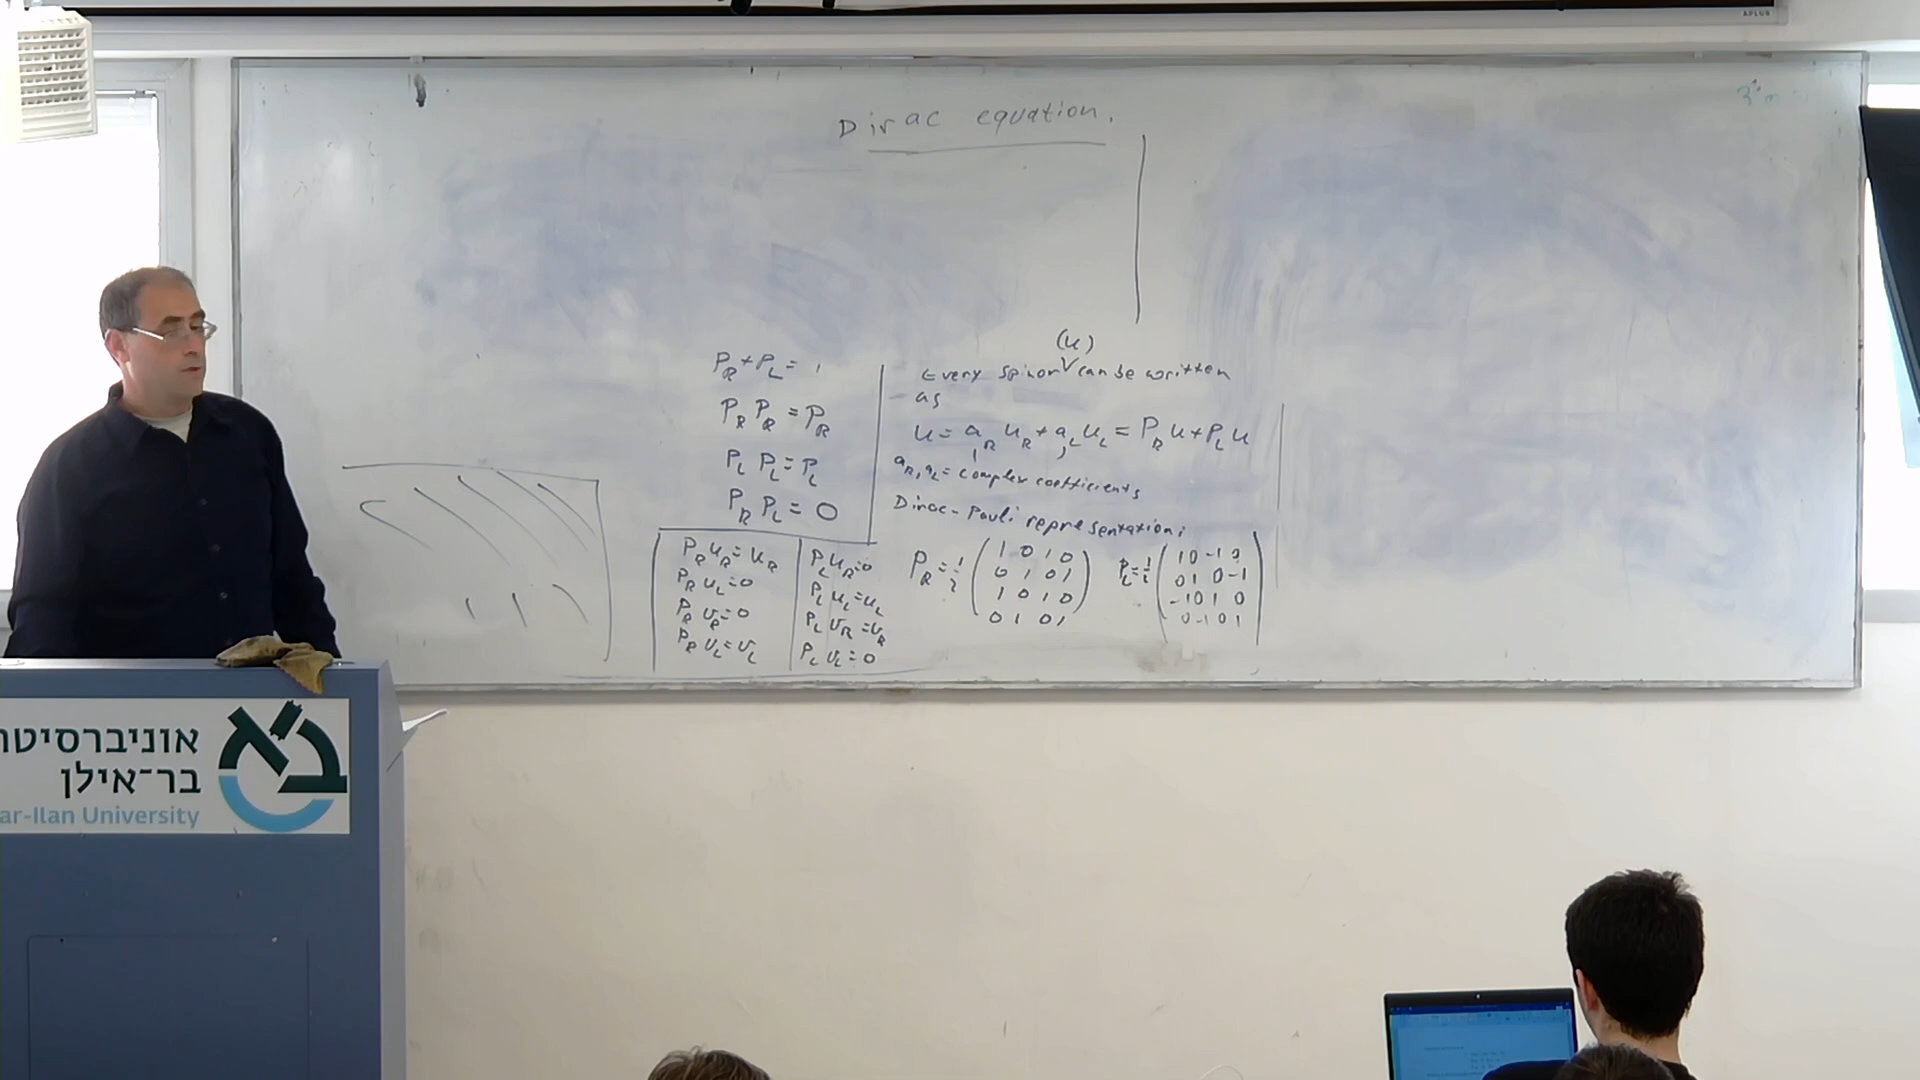 APLUS
Dirac equation.
P_R + P_L = 1
P_R P_R = P_R
P_L P_L = P_L
P_R P_L = 0
P_R u_R = u_R
P_R u_L = 0
P_R v_R = 0
P_R v_L = v_L
P_L u_R = 0
P_L u_L = u_L
P_L v_R = v_R
P_L v_L = 0
(u)
Every spinor ∨ can be written
as
u = a_R u_R + a_L u_L = P_R u + P_L u
a_R, a_L = complex coefficients
Dirac-Pauli representation:
P_R = 1/2
1 0 1 0
0 1 0 1
1 0 1 0
0 1 0 1
P_L = 1/2
1 0 -1 0
0 1 0 -1
-1 0 1 0
0 -1 0 1
אוניברסיטת
בר־אילן
ar-Ilan University